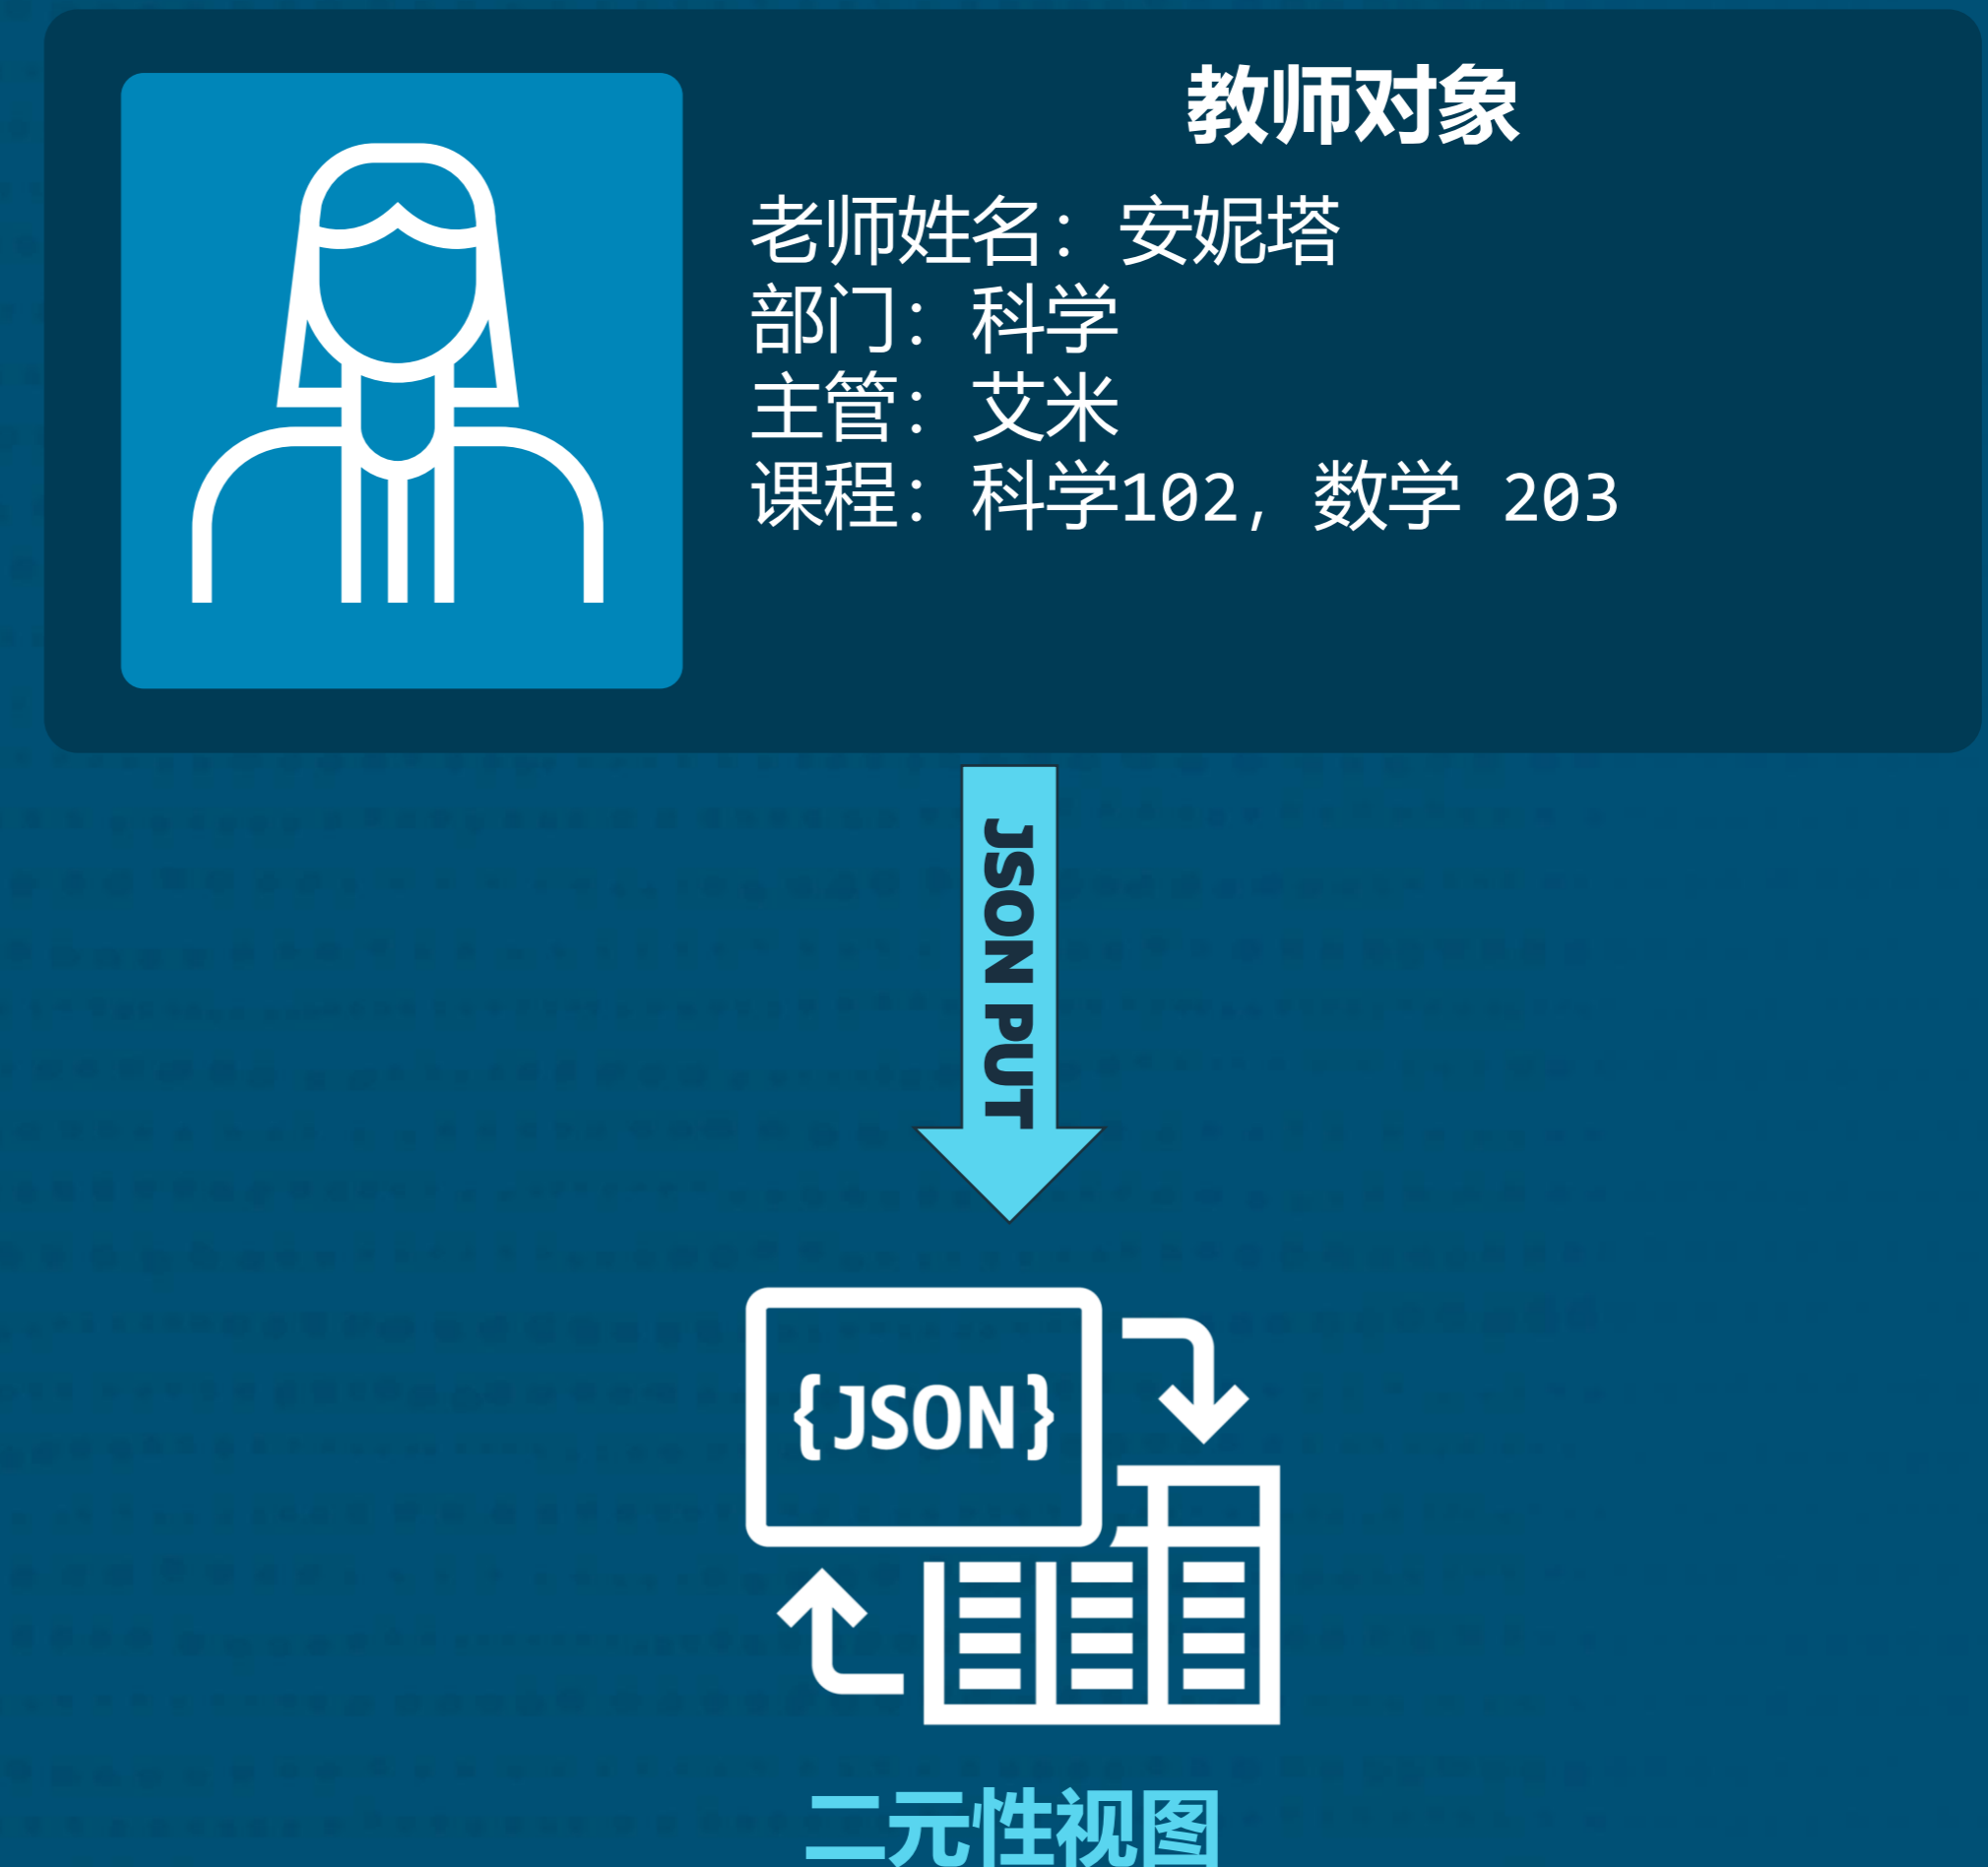 教师对象
老师姓名：安妮塔
部门：科学
主管：艾米
课程：科学102, 数学 203
JSON PUT
{JSON}
二元性视图